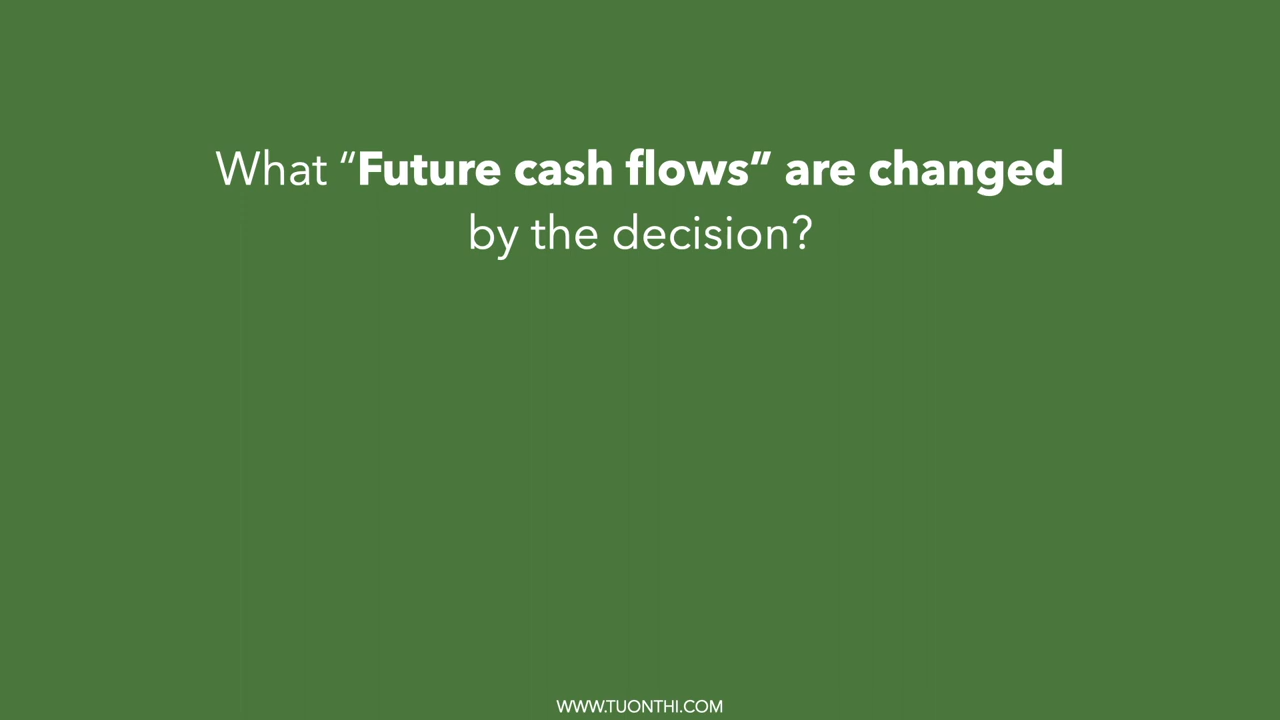 What “Future cash flows” are changed
by the decision?
WWW.TUONTHI.COM